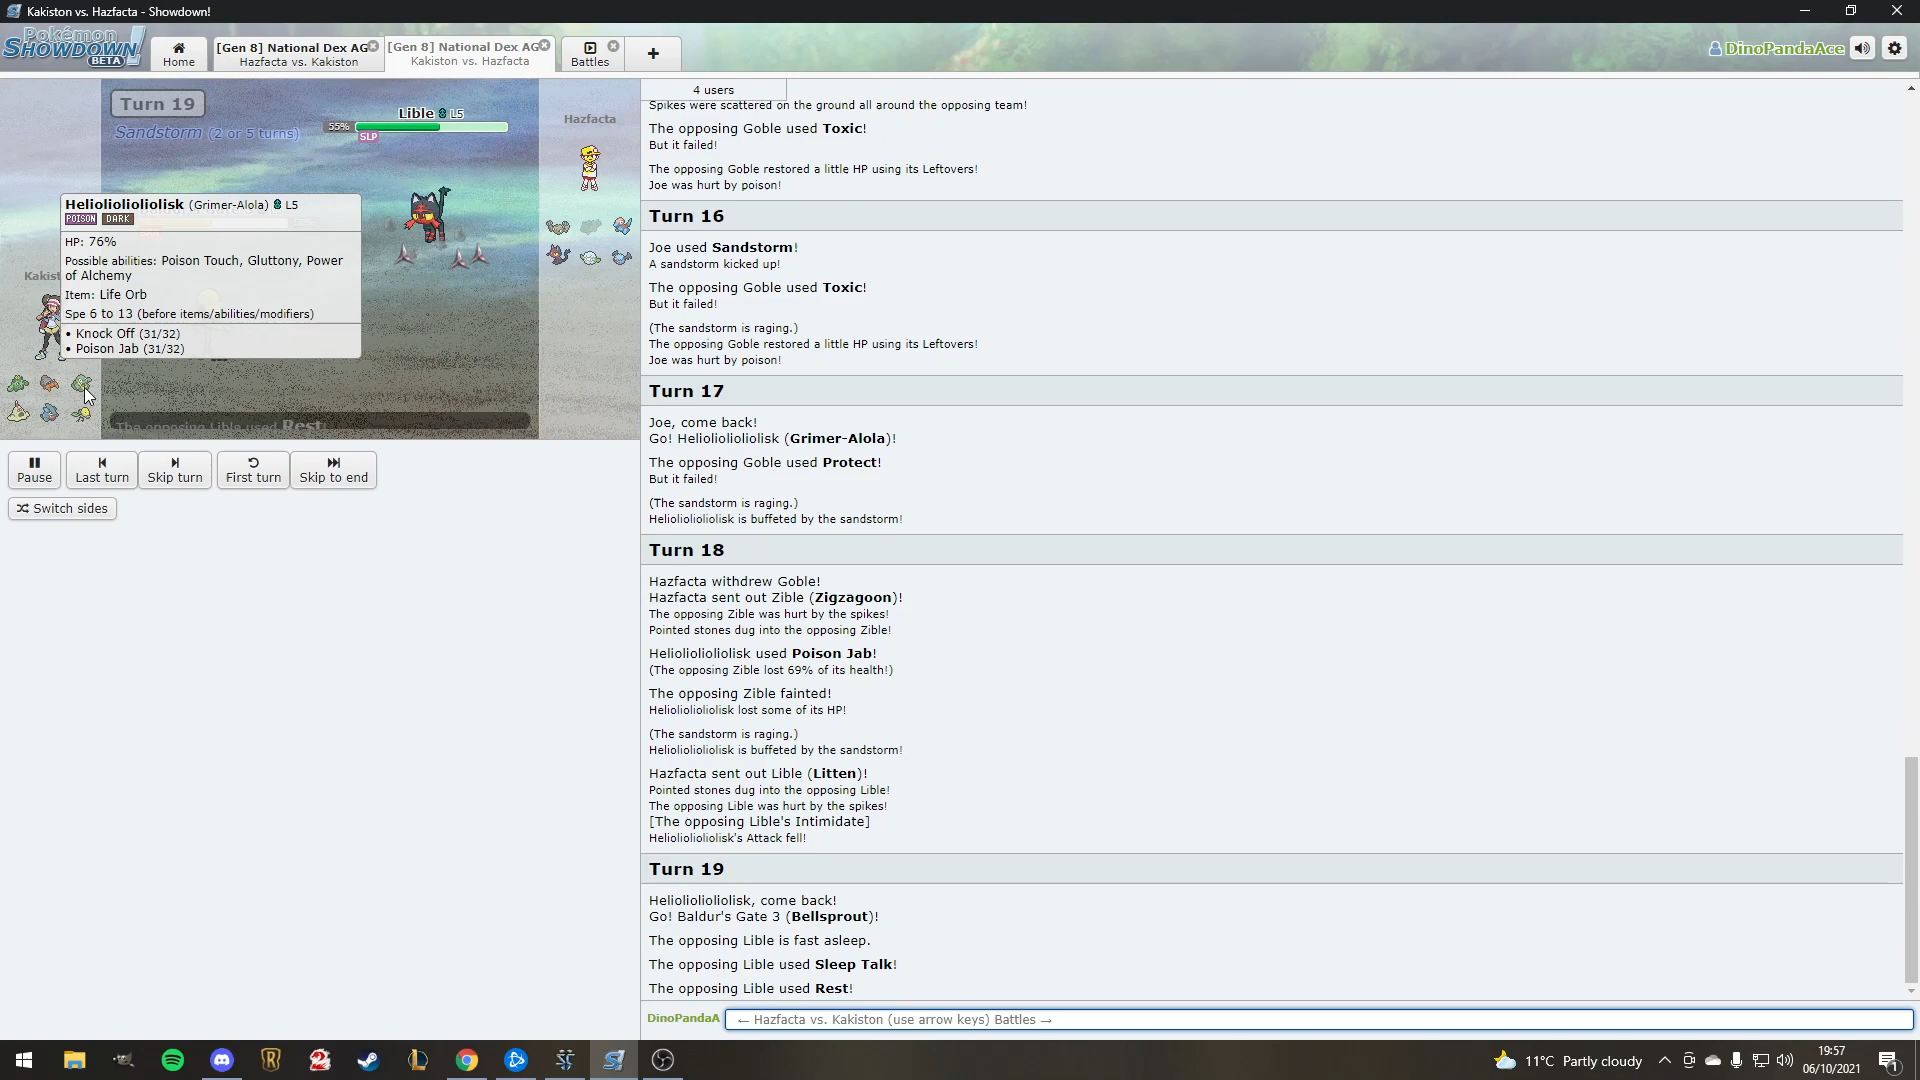 Kakiston vs. Hazfacta - Showdown!
Pokémon
SHOWDOWN!
BETA
Home
[Gen 8] National Dex AG
Hazfacta vs. Kakiston
[Gen 8] National Dex AG
Kakiston vs. Hazfacta
Battles
DinoPandaAce
Turn 19
Sandstorm (2 or 5 turns)
Lible L5
55%
SLP
Hazfacta
Heliolioliolisk (Grimer-Alola) L5
POISON DARK
HP: 76%
Possible abilities: Poison Touch, Gluttony, Power
of Alchemy
Item: Life Orb
Spe 6 to 13 (before items/abilities/modifiers)
• Knock Off (31/32)
• Poison Jab (31/32)
Kakist
The opposing Lible used Rest!
Pause
Last turn
Skip turn
First turn
Skip to end
Switch sides
4 users
Spikes were scattered on the ground all around the opposing team!
The opposing Goble used Toxic!
But it failed!
The opposing Goble restored a little HP using its Leftovers!
Joe was hurt by poison!
Turn 16
Joe used Sandstorm!
A sandstorm kicked up!
The opposing Goble used Toxic!
But it failed!
(The sandstorm is raging.)
The opposing Goble restored a little HP using its Leftovers!
Joe was hurt by poison!
Turn 17
Joe, come back!
Go! Heliolioliolisk (Grimer-Alola)!
The opposing Goble used Protect!
But it failed!
(The sandstorm is raging.)
Heliolioliolisk is buffeted by the sandstorm!
Turn 18
Hazfacta withdrew Goble!
Hazfacta sent out Zible (Zigzagoon)!
The opposing Zible was hurt by the spikes!
Pointed stones dug into the opposing Zible!
Heliolioliolisk used Poison Jab!
(The opposing Zible lost 69% of its health!)
The opposing Zible fainted!
Heliolioliolisk lost some of its HP!
(The sandstorm is raging.)
Heliolioliolisk is buffeted by the sandstorm!
Hazfacta sent out Lible (Litten)!
Pointed stones dug into the opposing Lible!
The opposing Lible was hurt by the spikes!
[The opposing Lible's Intimidate]
Heliolioliolisk's Attack fell!
Turn 19
Heliolioliolisk, come back!
Go! Baldur's Gate 3 (Bellsprout)!
The opposing Lible is fast asleep.
The opposing Lible used Sleep Talk!
The opposing Lible used Rest!
DinoPandaA
← Hazfacta vs. Kakiston (use arrow keys) Battles →
11°C Partly cloudy
19:57
06/10/2021
1